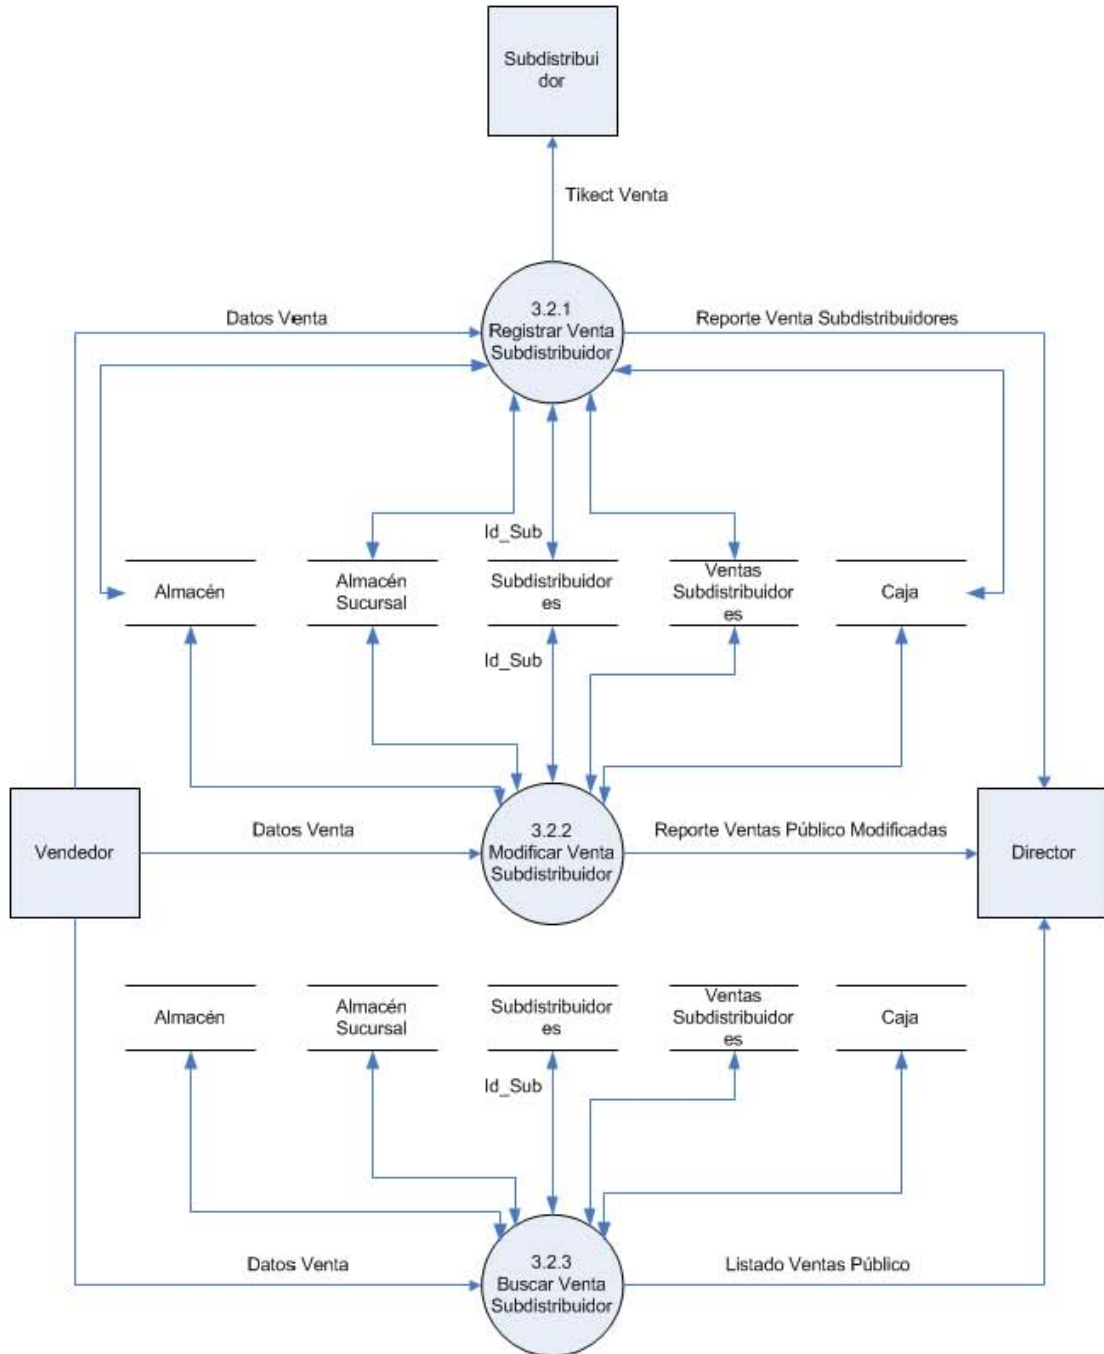 Subdistribui
dor
Tikect Venta
3.2.1
Registrar Venta
Subdistribuidor
Datos Venta
Reporte Venta Subdistribuidores
Id_Sub
Almacén
Almacén
Sucursal
Subdistribuidor
es
Ventas
Subdistribuidor
es
Caja
Id_Sub
Vendedor
Datos Venta
3.2.2
Modificar Venta
Subdistribuidor
Reporte Ventas Público Modificadas
Director
Almacén
Almacén
Sucursal
Subdistribuidor
es
Ventas
Subdistribuidor
es
Caja
Id_Sub
Datos Venta
3.2.3
Buscar Venta
Subdistribuidor
Listado Ventas Público